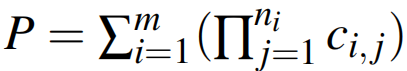 P = ∑_{i=1}^{m}(∏_{j=1}^{n_i} c_{i,j})